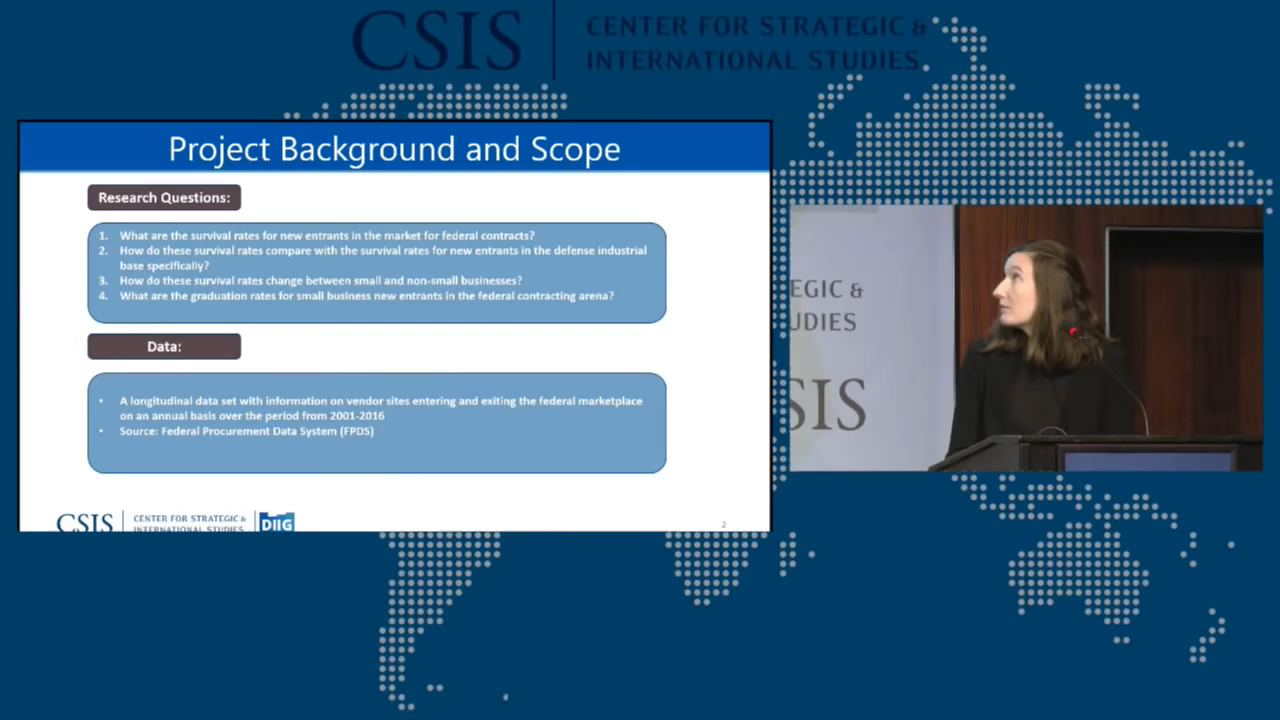 CSIS
CENTER FOR STRATEGIC &
INTERNATIONAL STUDIES
Project Background and Scope
Research Questions:
1. What are the survival rates for new entrants in the market for federal contracts?
2. How do these survival rates compare with the survival rates for new entrants in the defense industrial
base specifically?
3. How do these survival rates change between small and non-small businesses?
4. What are the graduation rates for small business new entrants in the federal contracting arena?
Data:
• A longitudinal data set with information on vendor sites entering and exiting the federal marketplace
on an annual basis over the period from 2001-2016
• Source: Federal Procurement Data System (FPDS)
CSIS
CENTER FOR STRATEGIC &
INTERNATIONAL STUDIES
DIIG
2
EGIC &
UDIES
SIS